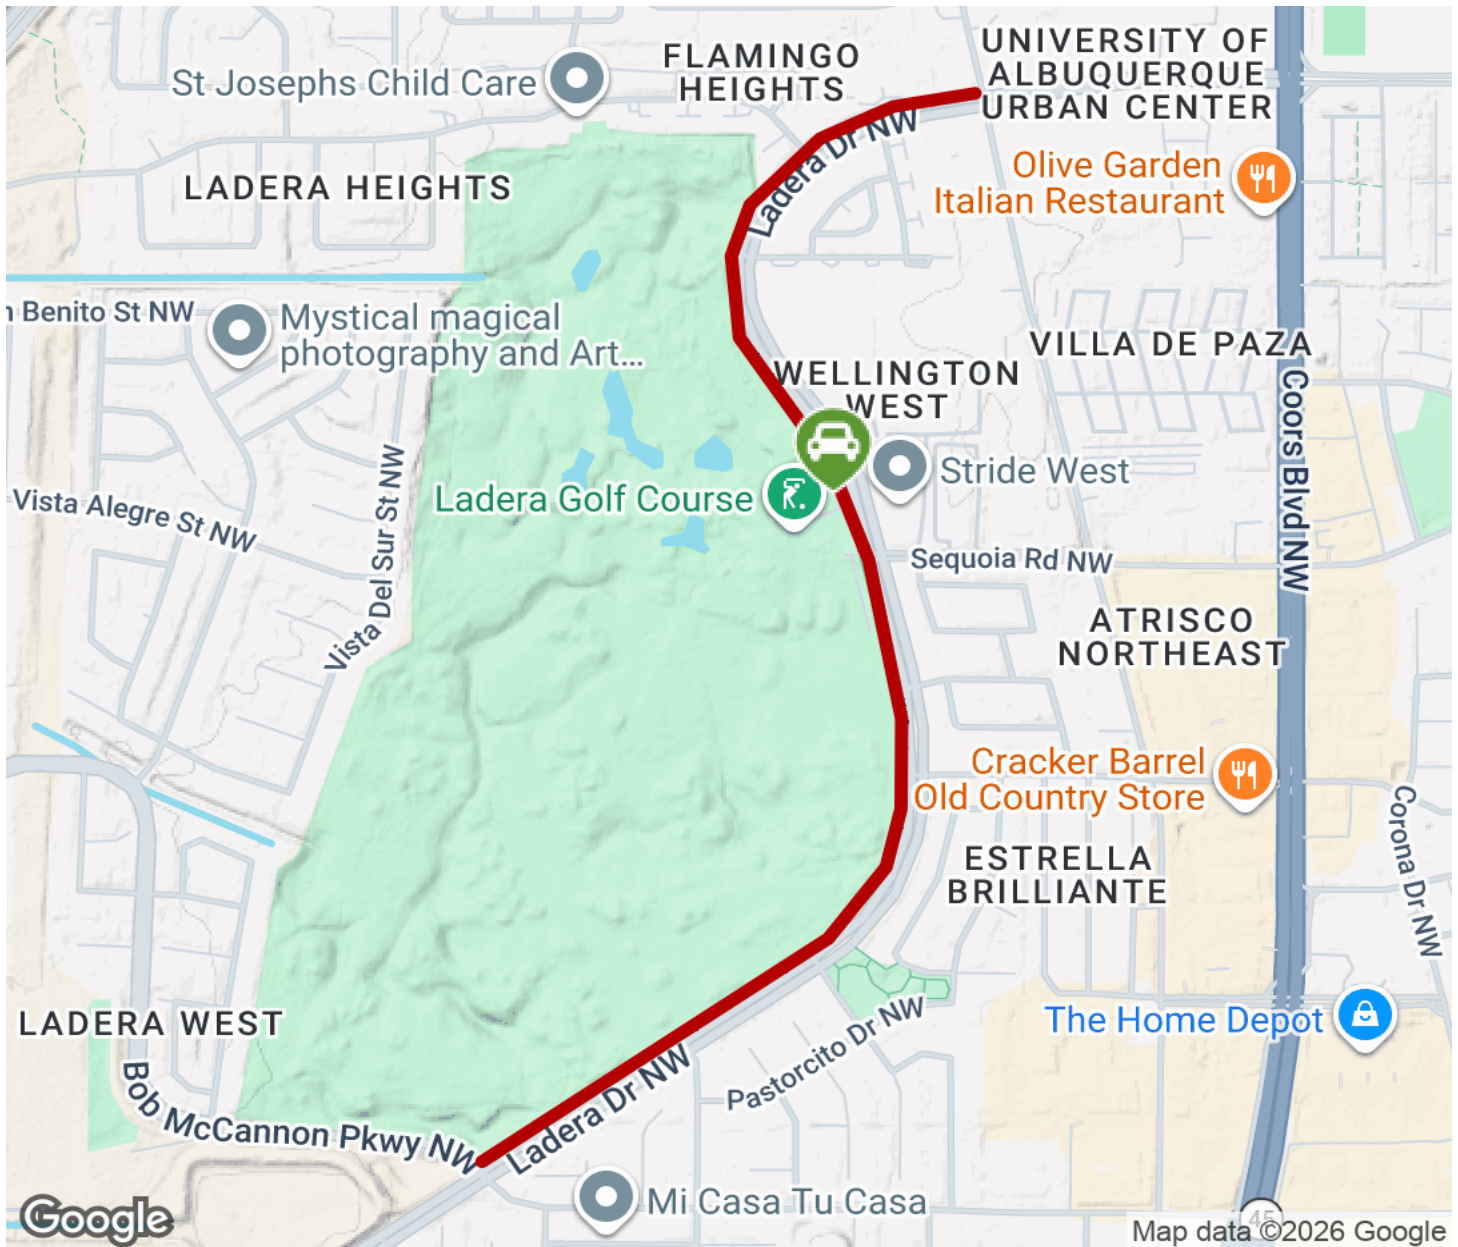 FLAMINGO
HEIGHTS
UNIVERSITY OF
ALBUQUERQUE
URBAN CENTER
St Josephs Child Care
Ladera Dr NW
Olive Garden
Italian Restaurant
LADERA HEIGHTS
Benito St NW
Mystical magical
photography and Art...
VILLA DE PAZA
WELLINGTON
WEST
Coors Blvd NW
Stride West
Ladera Golf Course
Vista Alegre St NW
Vista Del Sur St NW
Sequoia Rd NW
ATRISCO
NORTHEAST
Cracker Barrel
Old Country Store
Corona Dr NW
ESTRELLA
BRILLIANTE
LADERA WEST
The Home Depot
Pastorcito Dr NW
Bob McCannon Pkwy NW
Ladera Dr NW
Mi Casa Tu Casa
45
Google
Map data ©2026 Google